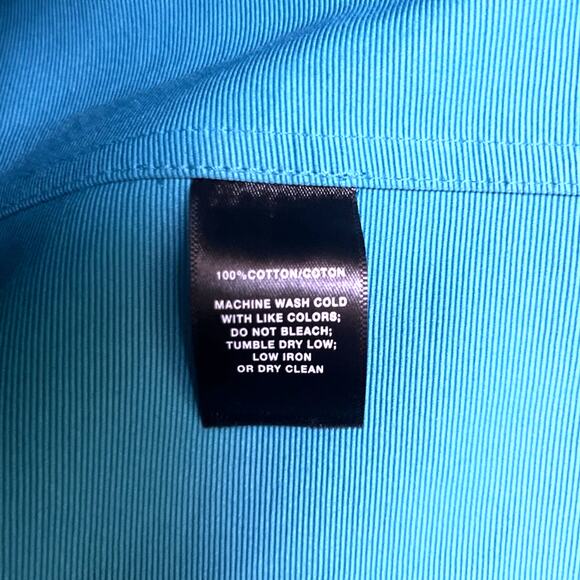 100%COTTON/COTON
MACHINE WASH COLD
WITH LIKE COLORS;
DO NOT BLEACH;
TUMBLE DRY LOW;
LOW IRON
OR DRY CLEAN